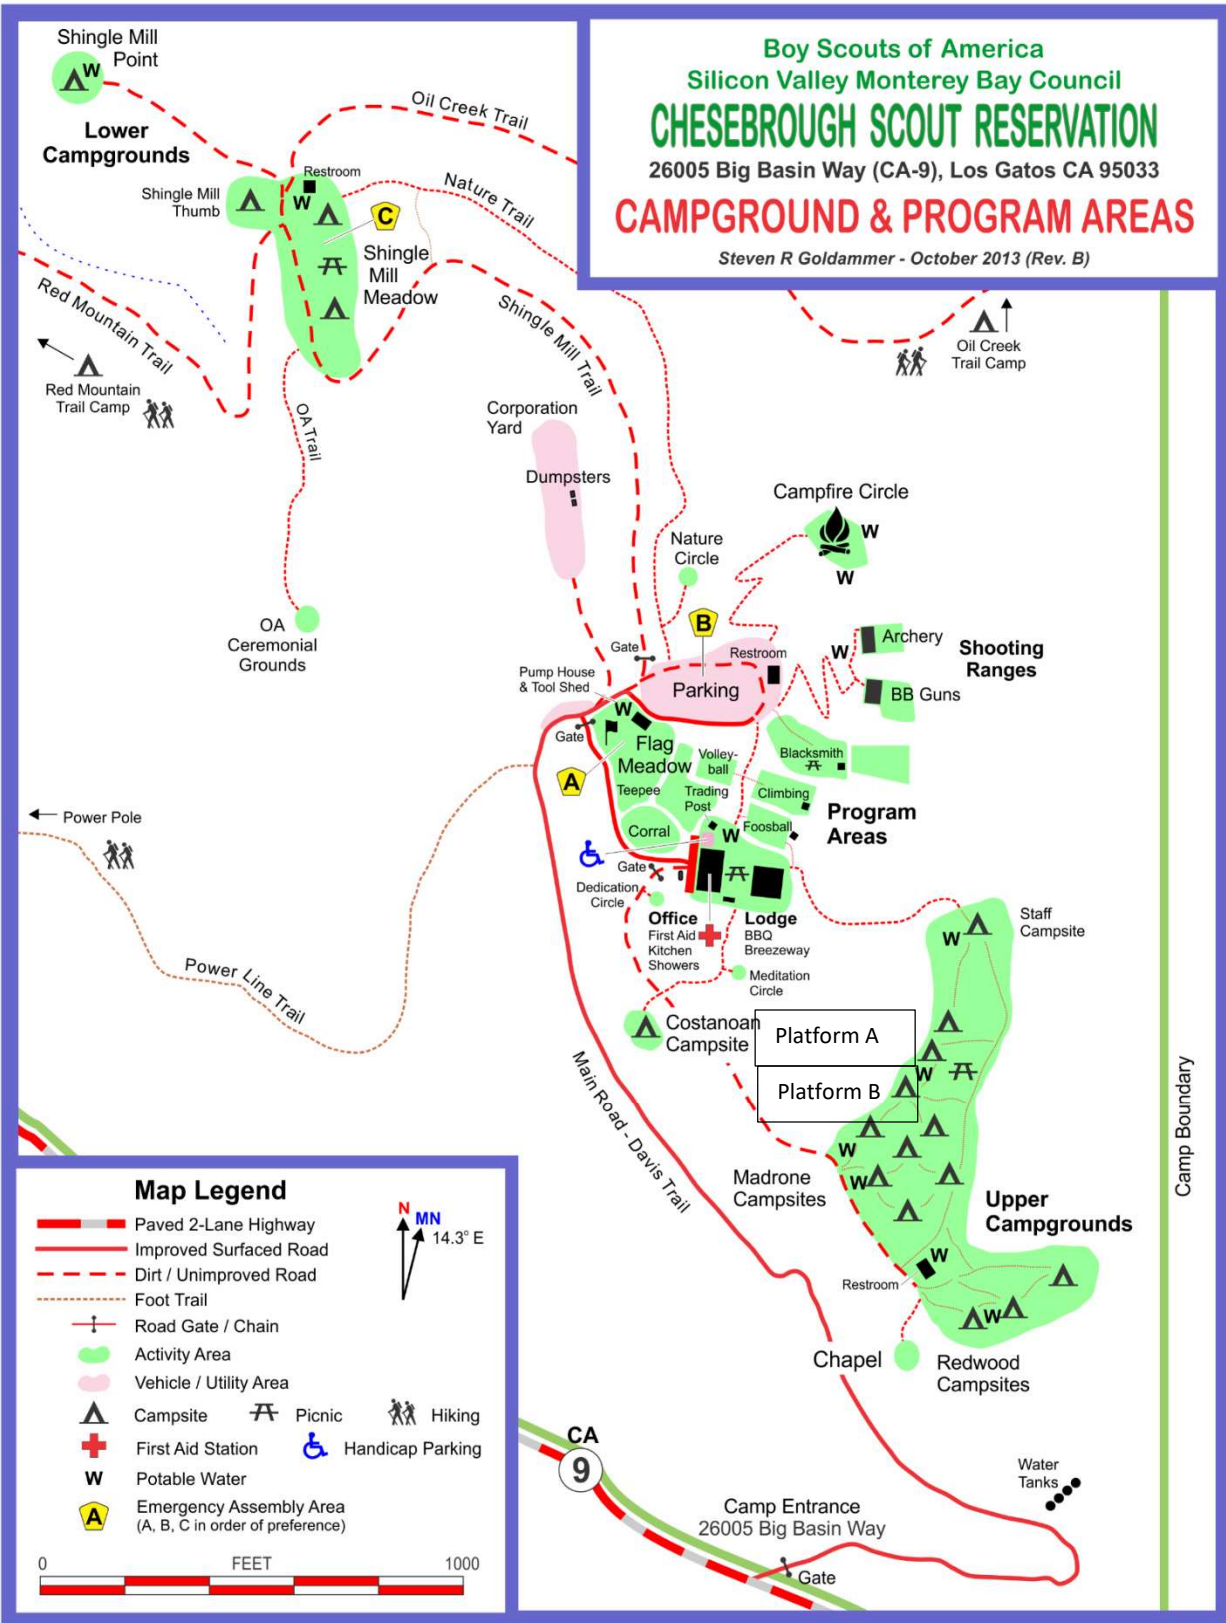 Boy Scouts of America
Silicon Valley Monterey Bay Council
CHESEBROUGH SCOUT RESERVATION
26005 Big Basin Way (CA-9), Los Gatos CA 95033
CAMPGROUND & PROGRAM AREAS
Steven R Goldammer - October 2013 (Rev. B)
Shingle Mill
Point
W
Lower
Campgrounds
Oil Creek Trail
Restroom
Shingle Mill
Thumb
W
C
Nature Trail
Shingle
Mill
Meadow
Red Mountain Trail
Red Mountain
Trail Camp
Shingle Mill Trail
Oil Creek
Trail Camp
OA Trail
Corporation
Yard
Dumpsters
Campfire Circle
W
W
Nature
Circle
OA
Ceremonial
Grounds
B
Gate
Restroom
Parking
Pump House
& Tool Shed
W
Archery
Shooting
Ranges
BB Guns
W
Gate
Flag
Meadow
A
Volley-
ball
Blacksmith
Teepee
Trading
Post
Climbing
Program
Areas
Corral
W
Foosball
Power Pole
Gate
Dedication
Circle
Office
First Aid
Kitchen
Showers
Lodge
BBQ
Breezeway
Staff
Campsite
W
Meditation
Circle
Power Line Trail
Costanoan
Campsite
Platform A
Platform B
W
Main Road - Davis Trail
W
W
Madrone
Campsites
Upper
Campgrounds
W
Restroom
W
Chapel
Redwood
Campsites
Camp Boundary
Map Legend
N
MN
14.3° E
Paved 2-Lane Highway
Improved Surfaced Road
Dirt / Unimproved Road
Foot Trail
Road Gate / Chain
Activity Area
Vehicle / Utility Area
Campsite
Picnic
Hiking
First Aid Station
Handicap Parking
W
Potable Water
A
Emergency Assembly Area
(A, B, C in order of preference)
0
FEET
1000
CA
9
Water
Tanks
Camp Entrance
26005 Big Basin Way
Gate